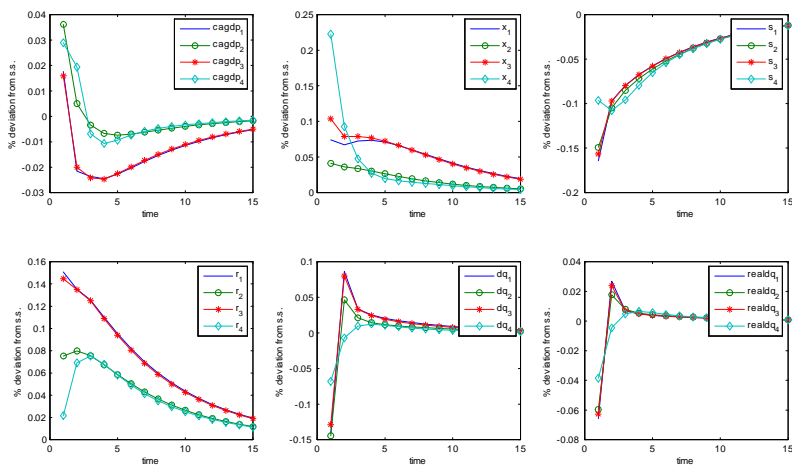 0.04
0.03
0.02
0.01
0
-0.01
-0.02
-0.03
% deviation from s.s.
0 5 10 15
time
cagdp1
cagdp2
cagdp3
cagdp4
0.25
0.2
0.15
0.1
0.05
0
% deviation from s.s.
0 5 10 15
time
x1
x2
x3
x4
0
-0.05
-0.1
-0.15
-0.2
% deviation from s.s.
0 5 10 15
time
s1
s2
s3
s4
0.16
0.14
0.12
0.1
0.08
0.06
0.04
0.02
0
% deviation from s.s.
0 5 10 15
time
r1
r2
r3
r4
0.1
0.05
0
-0.05
-0.1
-0.15
% deviation from s.s.
0 5 10 15
time
dq1
dq2
dq3
dq4
0.06
0.04
0.02
0
-0.02
-0.04
-0.06
-0.08
% deviation from s.s.
0 5 10 15
time
realdq1
realdq2
realdq3
realdq4